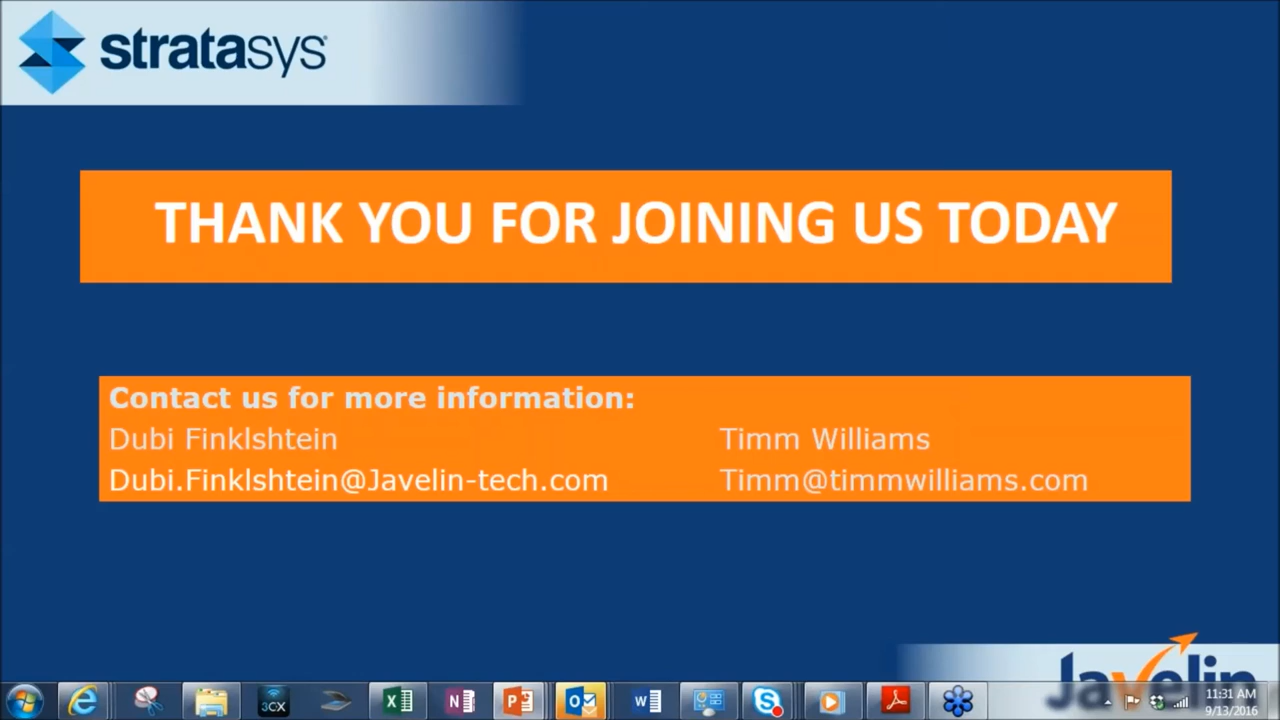 stratasys
THANK YOU FOR JOINING US TODAY
Contact us for more information:
Dubi Finklshtein
Timm Williams
Dubi.Finklshtein@Javelin-tech.com
Timm@timmwilliams.com
Javelin
3CX
11:31 AM
9/13/2016